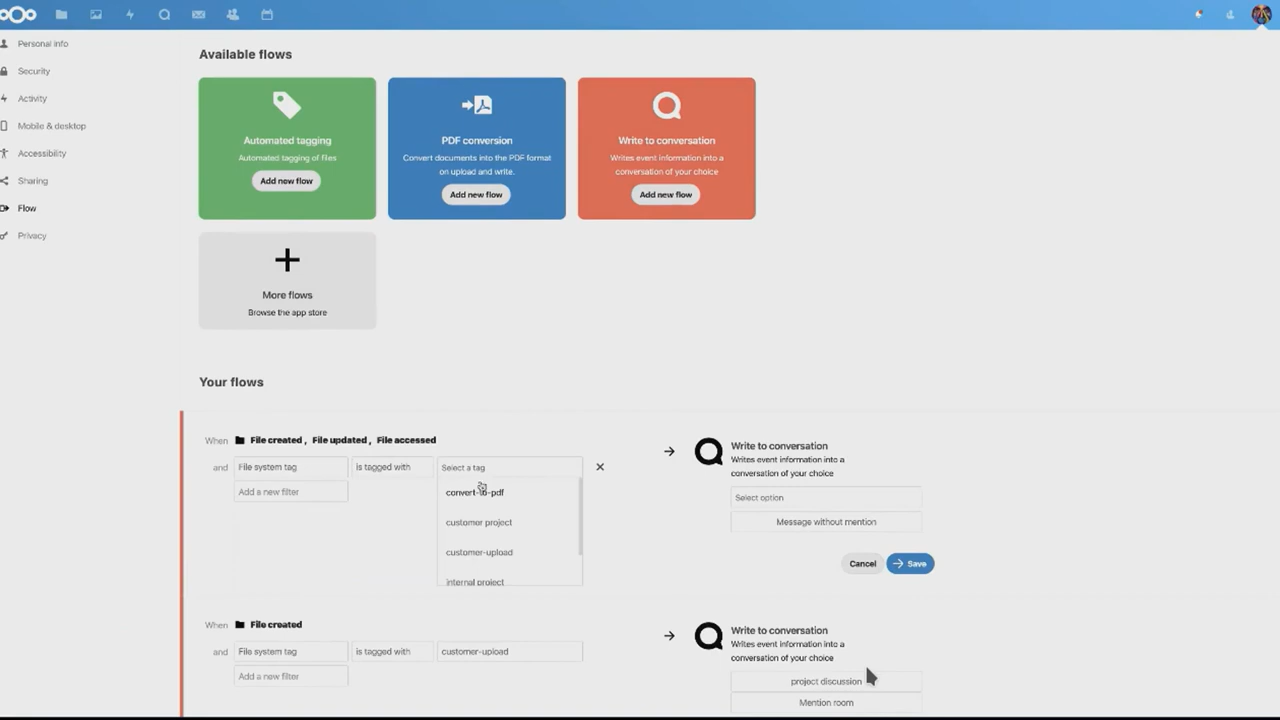 Personal info
Security
Activity
Mobile & desktop
Accessibility
Sharing
Flow
Privacy
Available flows
Automated tagging
Automated tagging of files
Add new flow
PDF conversion
Convert documents into the PDF format
on upload and write.
Add new flow
Write to conversation
Writes event information into a
conversation of your choice
Add new flow
More flows
Browse the app store
Your flows
When File created , File updated , File accessed
and File system tag is tagged with Select a tag
Add a new filter
convert-to-pdf
customer project
customer-upload
internal project
Write to conversation
Writes event information into a
conversation of your choice
Select option
Message without mention
Cancel Save
When File created
and File system tag is tagged with customer-upload
Add a new filter
Write to conversation
Writes event information into a
conversation of your choice
project discussion
Mention room